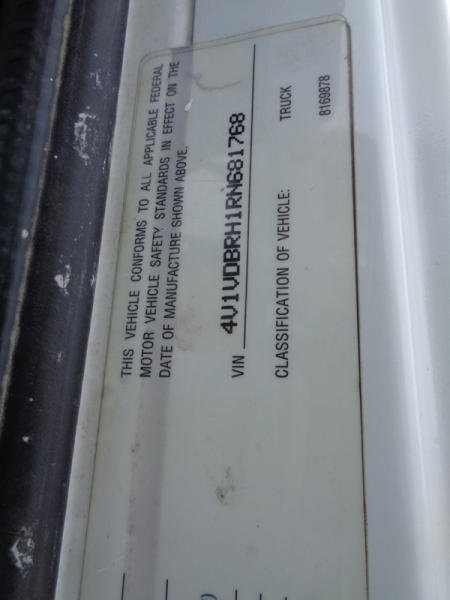 THIS VEHICLE CONFORMS TO ALL APPLICABLE FEDERAL
MOTOR VEHICLE SAFETY STANDARDS IN EFFECT ON THE
DATE OF MANUFACTURE SHOWN ABOVE.
VIN 4V1VDBRH1RN681768
CLASSIFICATION OF VEHICLE: TRUCK
8169878